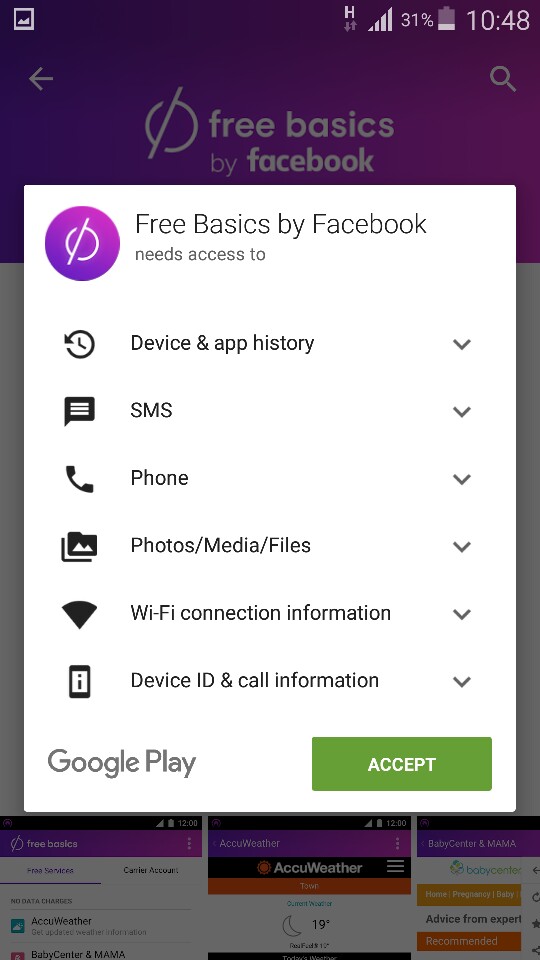 H
31%
10:48
free basics
by facebook
Free Basics by Facebook
needs access to
Device & app history
SMS
Phone
Photos/Media/Files
Wi-Fi connection information
Device ID & call information
Google Play
ACCEPT
12:00
free basics
Free Services
Carrier Account
NO DATA CHARGES
AccuWeather
Get updated weather information
BabyCenter & MAMA
12:00
AccuWeather
AccuWeather
Town
Current Weather
19°
RealFeel® 19°
Today's Weather
BabyCenter & MAMA
babycenter
Home | Pregnancy | Baby |
Advice from expert
Recommended